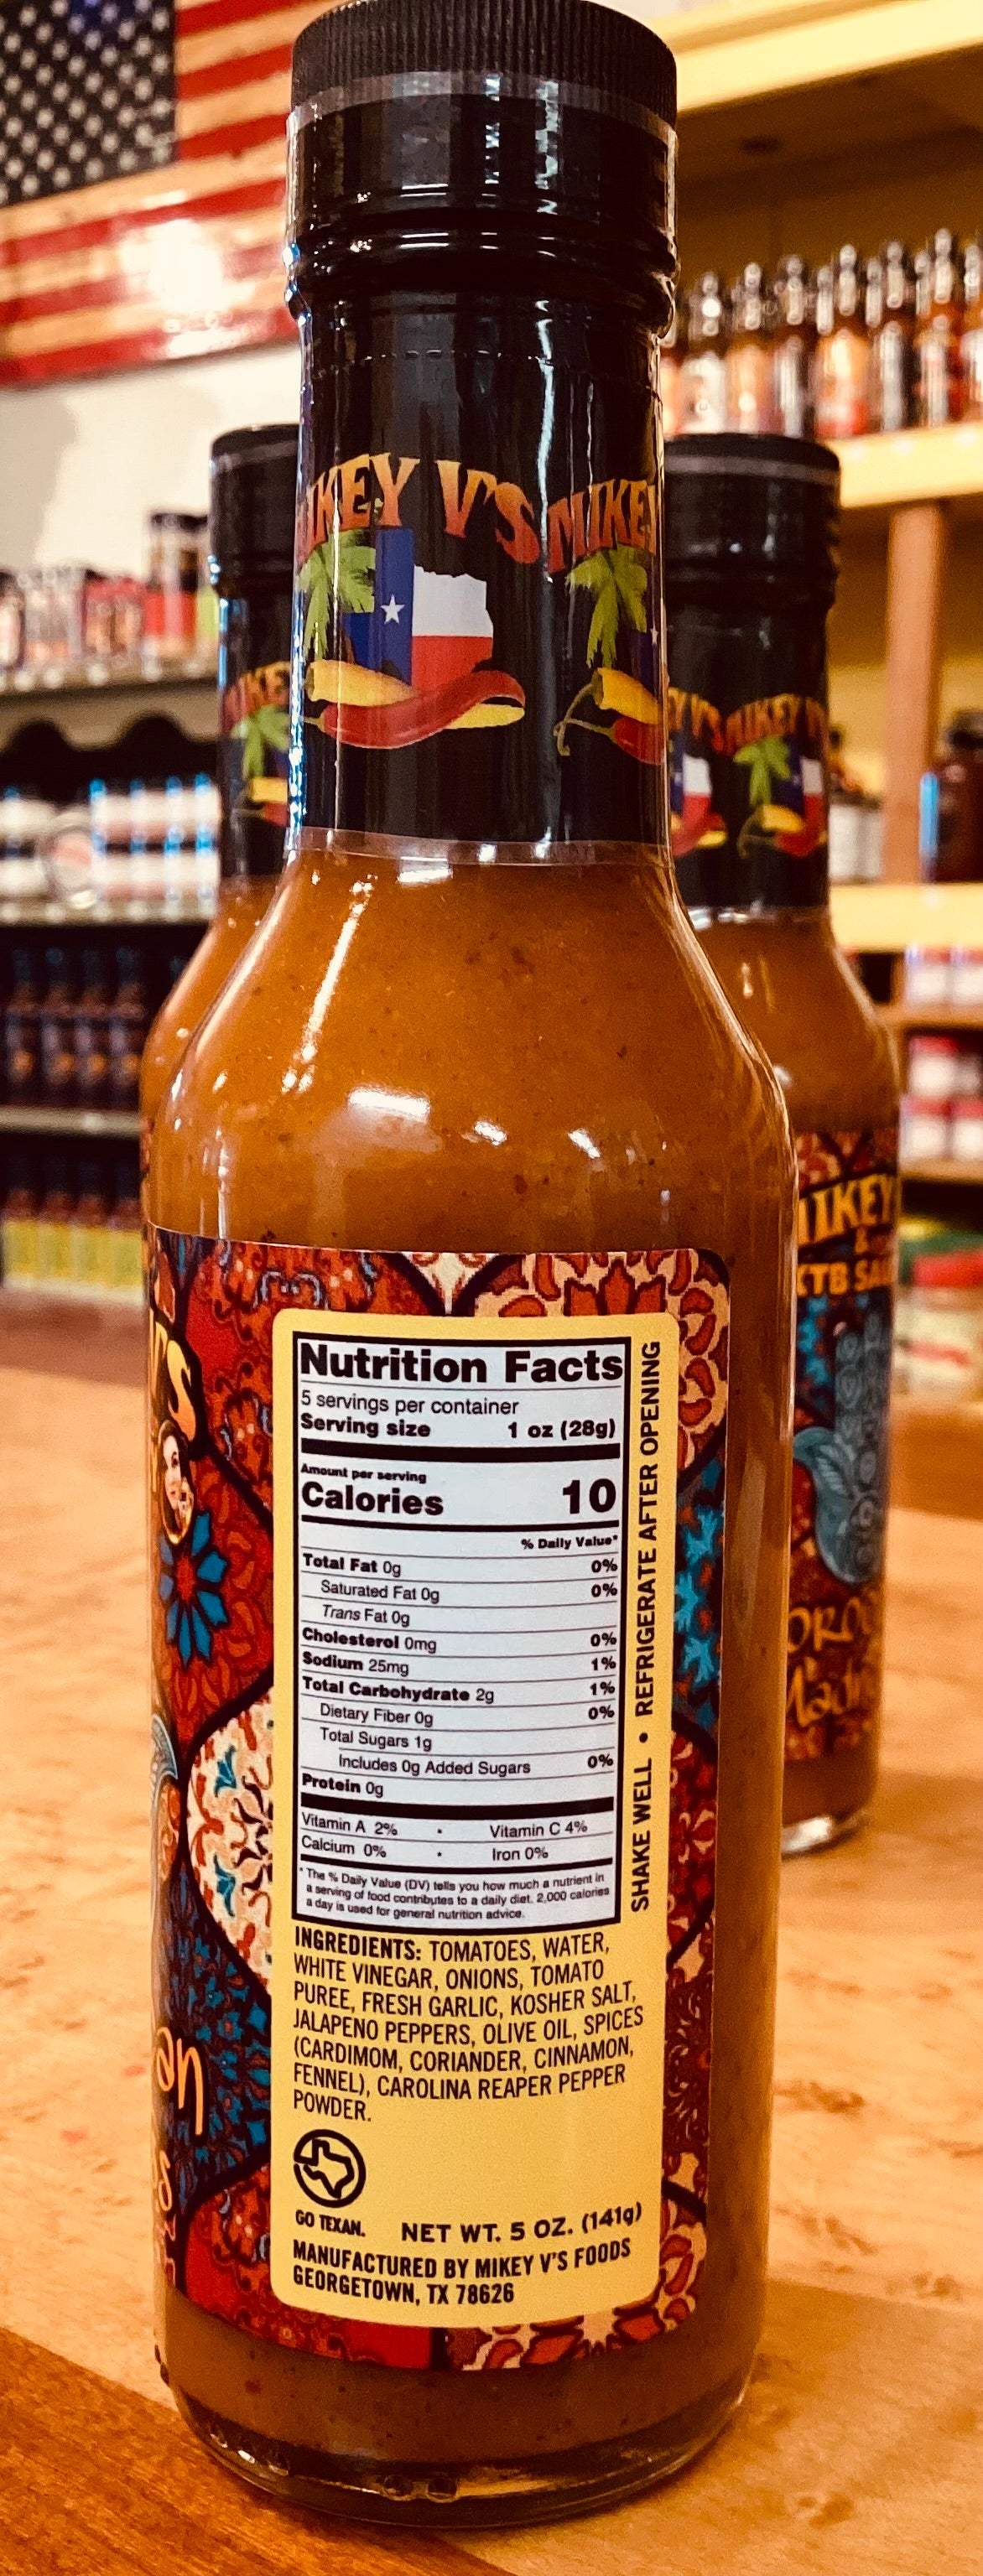 MIKEY V'S MIKEY
Nutrition Facts
5 servings per container
Serving size 1 oz (28g)
Amount per serving
Calories 10
% Daily Value*
Total Fat 0g 0%
Saturated Fat 0g 0%
Trans Fat 0g
Cholesterol 0mg 0%
Sodium 25mg 1%
Total Carbohydrate 2g 1%
Dietary Fiber 0g 0%
Total Sugars 1g
Includes 0g Added Sugars 0%
Protein 0g
Vitamin A 2% • Vitamin C 4%
Calcium 0% • Iron 0%
* The % Daily Value (DV) tells you how much a nutrient in
a serving of food contributes to a daily diet. 2,000 calories
a day is used for general nutrition advice.
SHAKE WELL • REFRIGERATE AFTER OPENING
INGREDIENTS: TOMATOES, WATER,
WHITE VINEGAR, ONIONS, TOMATO
PUREE, FRESH GARLIC, KOSHER SALT,
JALAPENO PEPPERS, OLIVE OIL, SPICES
(CARDIMOM, CORIANDER, CINNAMON,
FENNEL), CAROLINA REAPER PEPPER
POWDER.
GO TEXAN.
NET WT. 5 OZ. (141g)
MANUFACTURED BY MIKEY V'S FOODS
GEORGETOWN, TX 78626
MIKEY V'S
MIKEY
&